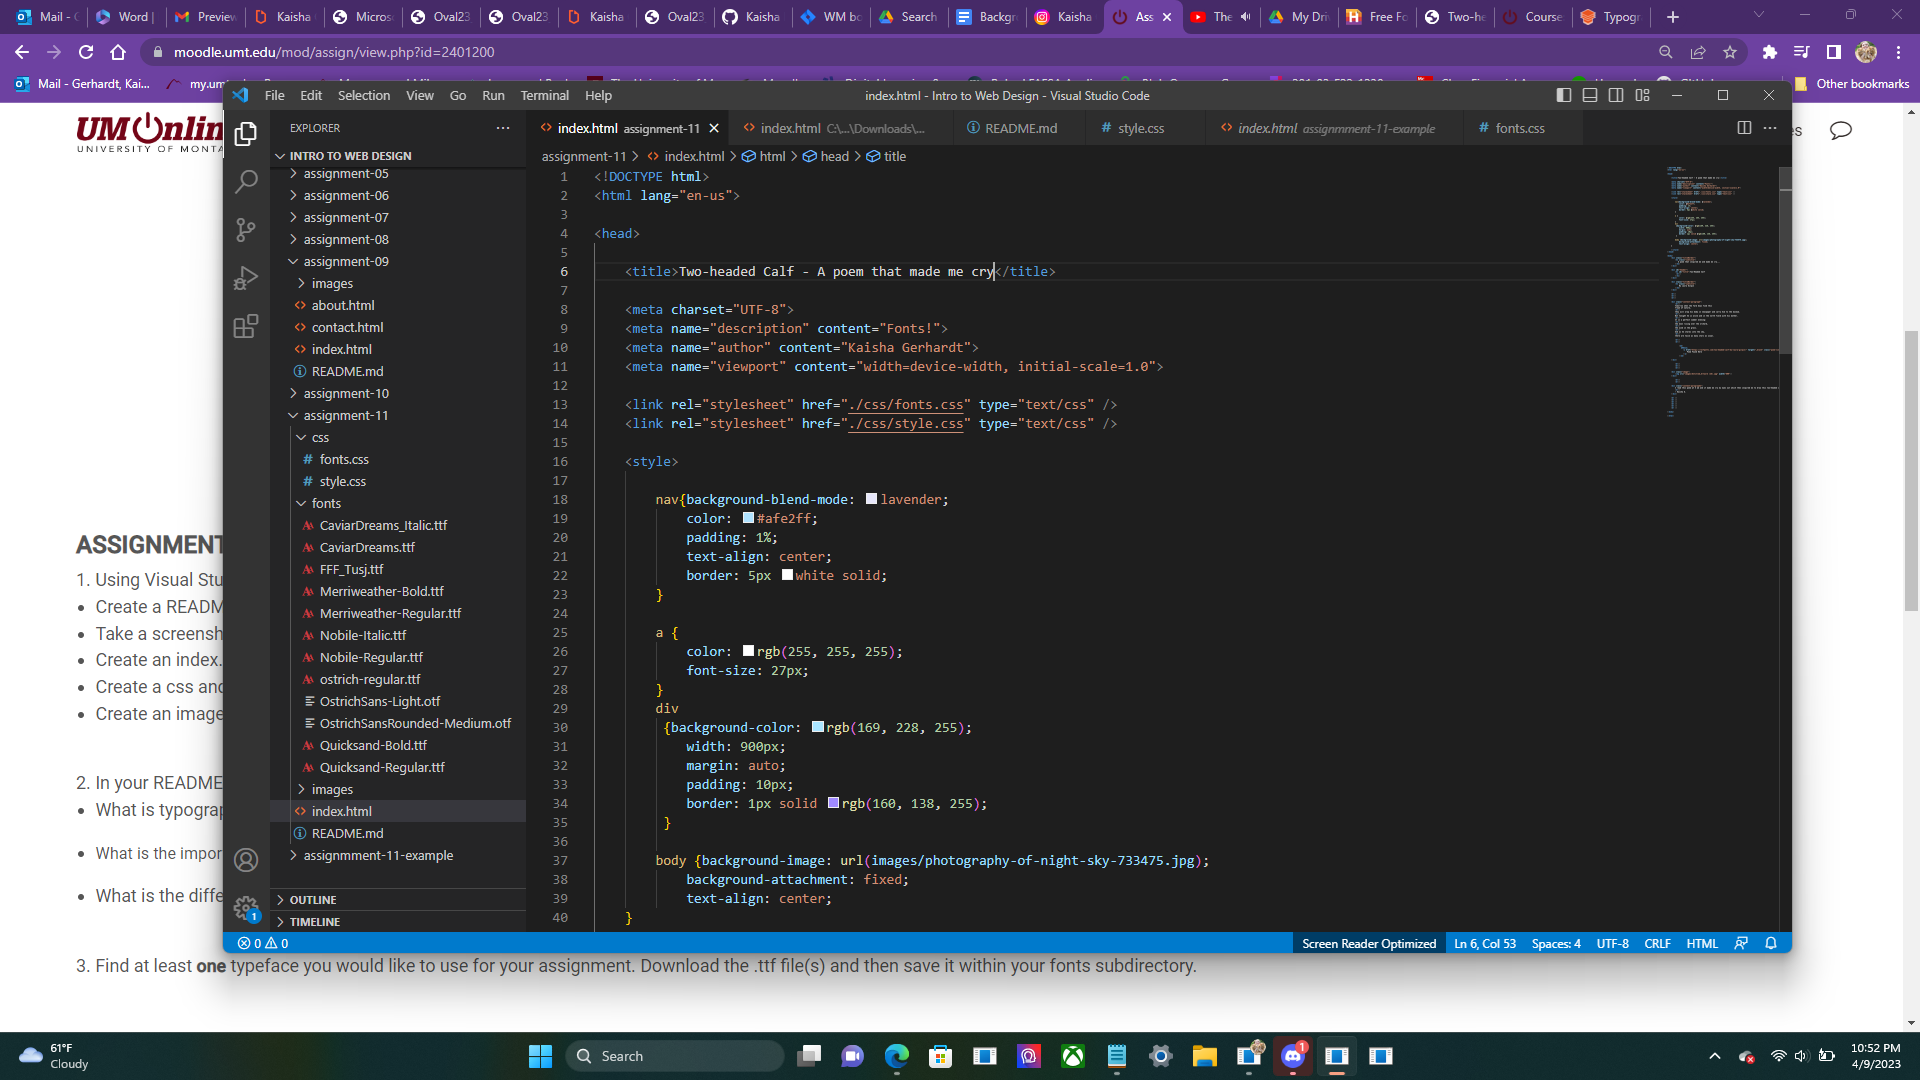 Mail - (
Word |
Preview
Kaisha
Micros
Oval23
Oval23
Kaisha
Oval23
Kaisha
WM bo
Search
Backgr
Kaisha
Ass
The
My Dri
Free Fo
Two-he
Course
Typogr
moodle.umt.edu/mod/assign/view.php?id=2401200
Mail - Gerhardt, Kai...
my.um
Other bookmarks
UM Onlin
UNIVERSITY OF MONTA
ASSIGNMENT
1. Using Visual Stu
• Create a READM
• Take a screensh
• Create an index.
• Create a css and
• Create an image
2. In your README
• What is typograp
• What is the impor
• What is the diffe
3. Find at least one typeface you would like to use for your assignment. Download the .ttf file(s) and then save it within your fonts subdirectory.
File Edit Selection View Go Run Terminal Help
index.html - Intro to Web Design - Visual Studio Code
EXPLORER
INTRO TO WEB DESIGN
assignment-05
assignment-06
assignment-07
assignment-08
assignment-09
images
about.html
contact.html
index.html
README.md
assignment-10
assignment-11
css
fonts.css
style.css
fonts
CaviarDreams_Italic.ttf
CaviarDreams.ttf
FFF_Tusj.ttf
Merriweather-Bold.ttf
Merriweather-Regular.ttf
Nobile-Italic.ttf
Nobile-Regular.ttf
ostrich-regular.ttf
OstrichSans-Light.otf
OstrichSansRounded-Medium.otf
Quicksand-Bold.ttf
Quicksand-Regular.ttf
images
index.html
README.md
assignmment-11-example
OUTLINE
TIMELINE
index.html assignment-11
index.html C:\...\Downloads\...
README.md
style.css
index.html assignmment-11-example
fonts.css
assignment-11 > index.html > html > head > title
1 <!DOCTYPE html>
2 <html lang="en-us">
3
4 <head>
5
6 <title>Two-headed Calf - A poem that made me cry</title>
7
8 <meta charset="UTF-8">
9 <meta name="description" content="Fonts!">
10 <meta name="author" content="Kaisha Gerhardt">
11 <meta name="viewport" content="width=device-width, initial-scale=1.0">
12
13 <link rel="stylesheet" href="./css/fonts.css" type="text/css" />
14 <link rel="stylesheet" href="./css/style.css" type="text/css" />
15
16 <style>
17
18 nav{background-blend-mode: lavender;
19 color: #afe2ff;
20 padding: 1%;
21 text-align: center;
22 border: 5px white solid;
23 }
24
25 a {
26 color: rgb(255, 255, 255);
27 font-size: 27px;
28 }
29 div
30 {background-color: rgb(169, 228, 255);
31 width: 900px;
32 margin: auto;
33 padding: 10px;
34 border: 1px solid rgb(160, 138, 255);
35 }
36
37 body {background-image: url(images/photography-of-night-sky-733475.jpg);
38 background-attachment: fixed;
39 text-align: center;
40 }
0 0
Screen Reader Optimized
Ln 6, Col 53
Spaces: 4
UTF-8
CRLF
HTML
1
61°F
Cloudy
Search
1
10:52 PM
4/9/2023